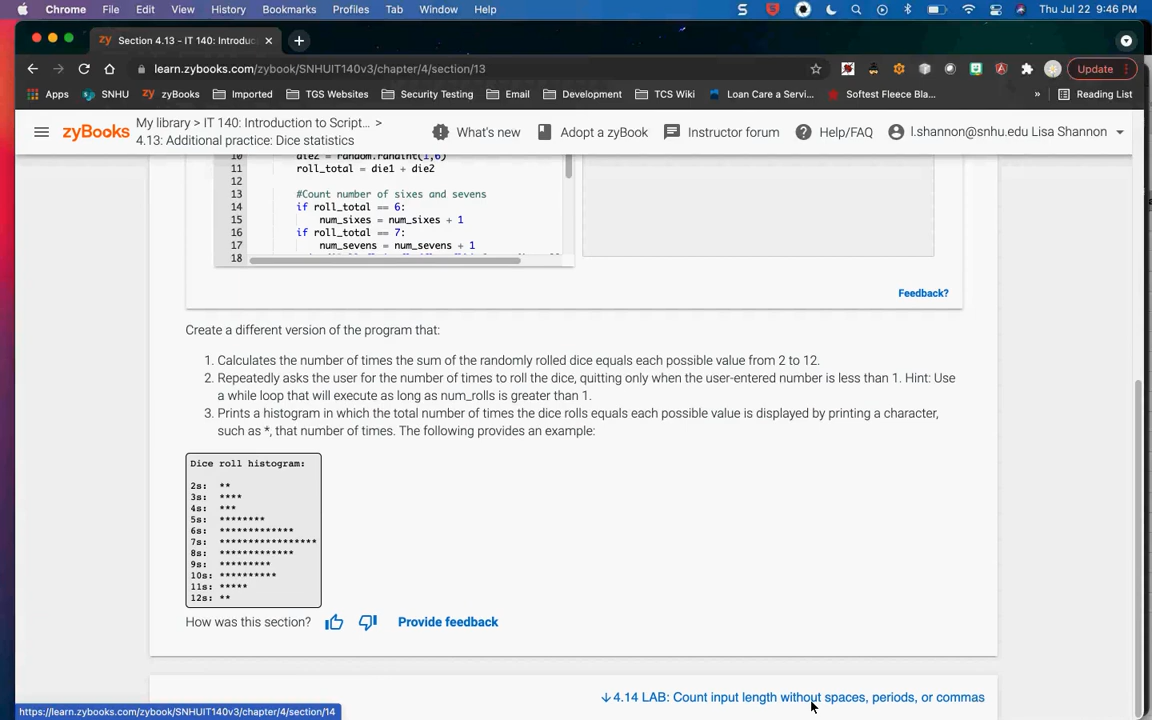 Chrome File Edit View History Bookmarks Profiles Tab Window Help Thu Jul 22 9:46 PM
zy Section 4.13 - IT 140: Introduc
learn.zybooks.com/zybook/SNHUIT140v3/chapter/4/section/13 Update
Apps SNHU zy zyBooks Imported TGS Websites Security Testing Email Development TCS Wiki Loan Care a Servi... Softest Fleece Bla... » Reading List
zyBooks My library > IT 140: Introduction to Script... > What's new Adopt a zyBook Instructor forum Help/FAQ l.shannon@snhu.edu Lisa Shannon
4.13: Additional practice: Dice statistics
10 die2 = random.randint(1,6)
11 roll_total = die1 + die2
12
13 #Count number of sixes and sevens
14 if roll_total == 6:
15 num_sixes = num_sixes + 1
16 if roll_total == 7:
17 num_sevens = num_sevens + 1
18
Feedback?
Create a different version of the program that:
1. Calculates the number of times the sum of the randomly rolled dice equals each possible value from 2 to 12.
2. Repeatedly asks the user for the number of times to roll the dice, quitting only when the user-entered number is less than 1. Hint: Use
a while loop that will execute as long as num_rolls is greater than 1.
3. Prints a histogram in which the total number of times the dice rolls equals each possible value is displayed by printing a character,
such as *, that number of times. The following provides an example:
Dice roll histogram:
2s: **
3s: ****
4s: ***
5s: ********
6s: *************
7s: *****************
8s: *************
9s: *********
10s: **********
11s: *****
12s: **
How was this section? Provide feedback
4.14 LAB: Count input length without spaces, periods, or commas
https://learn.zybooks.com/zybook/SNHUIT140v3/chapter/4/section/14